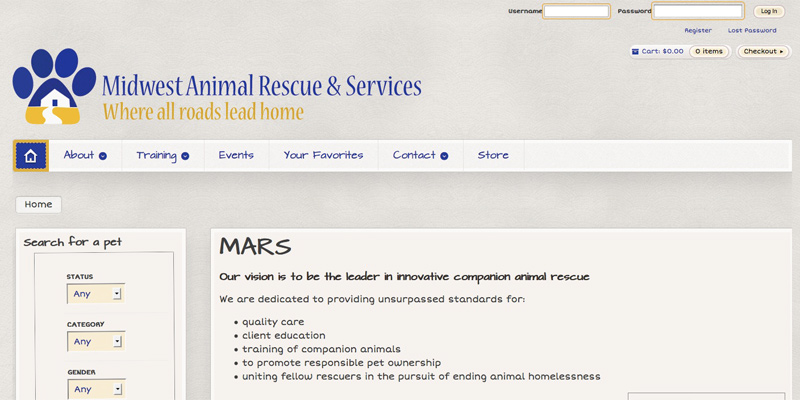 Username Password Log In
Register Lost Password
Cart: $0.00 0 items Checkout ▸
Midwest Animal Rescue & Services
Where all roads lead home
About Training Events Your Favorites Contact Store
Home
Search for a pet
STATUS
Any
CATEGORY
Any
GENDER
Any
MARS
Our vision is to be the leader in innovative companion animal rescue
We are dedicated to providing unsurpassed standards for:
• quality care
• client education
• training of companion animals
• to promote responsible pet ownership
• uniting fellow rescuers in the pursuit of ending animal homelessness